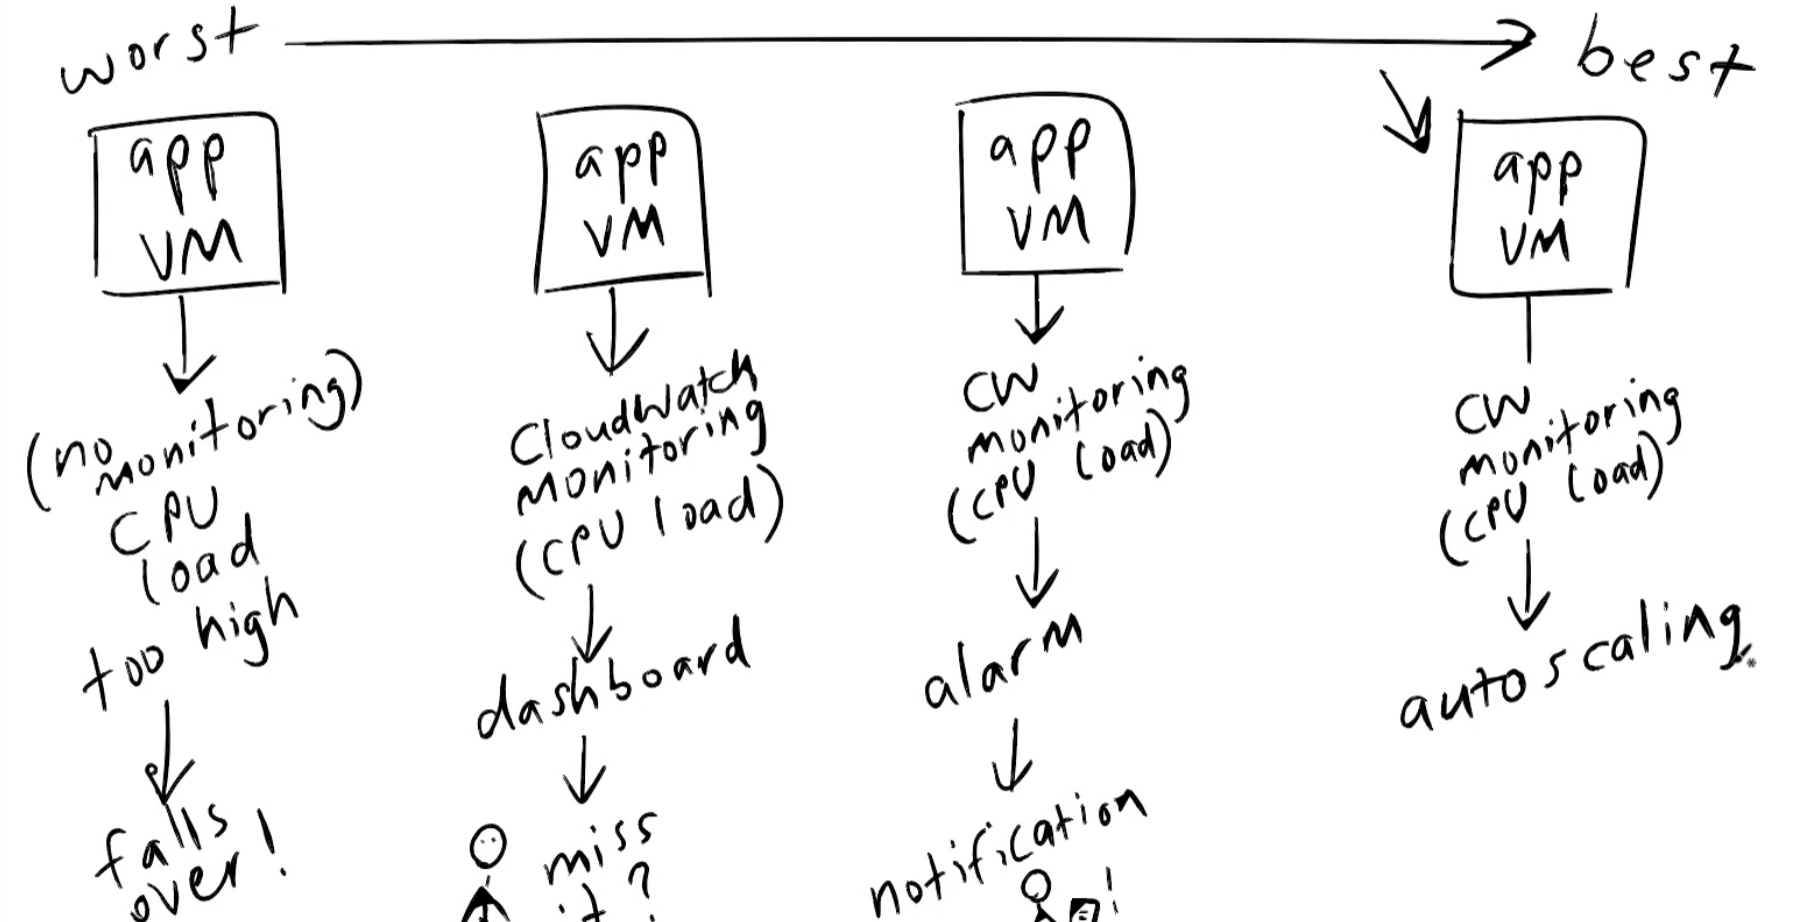 worst
best
app
VM
(no
monitoring)
CPU
load
too high
falls
over!
app
VM
CloudWatch
monitoring
(CPU load)
dashboard
miss
it?
app
VM
CW
monitoring
(CPU load)
alarm
notification
!
app
VM
CW
monitoring
(CPU load)
autoscaling